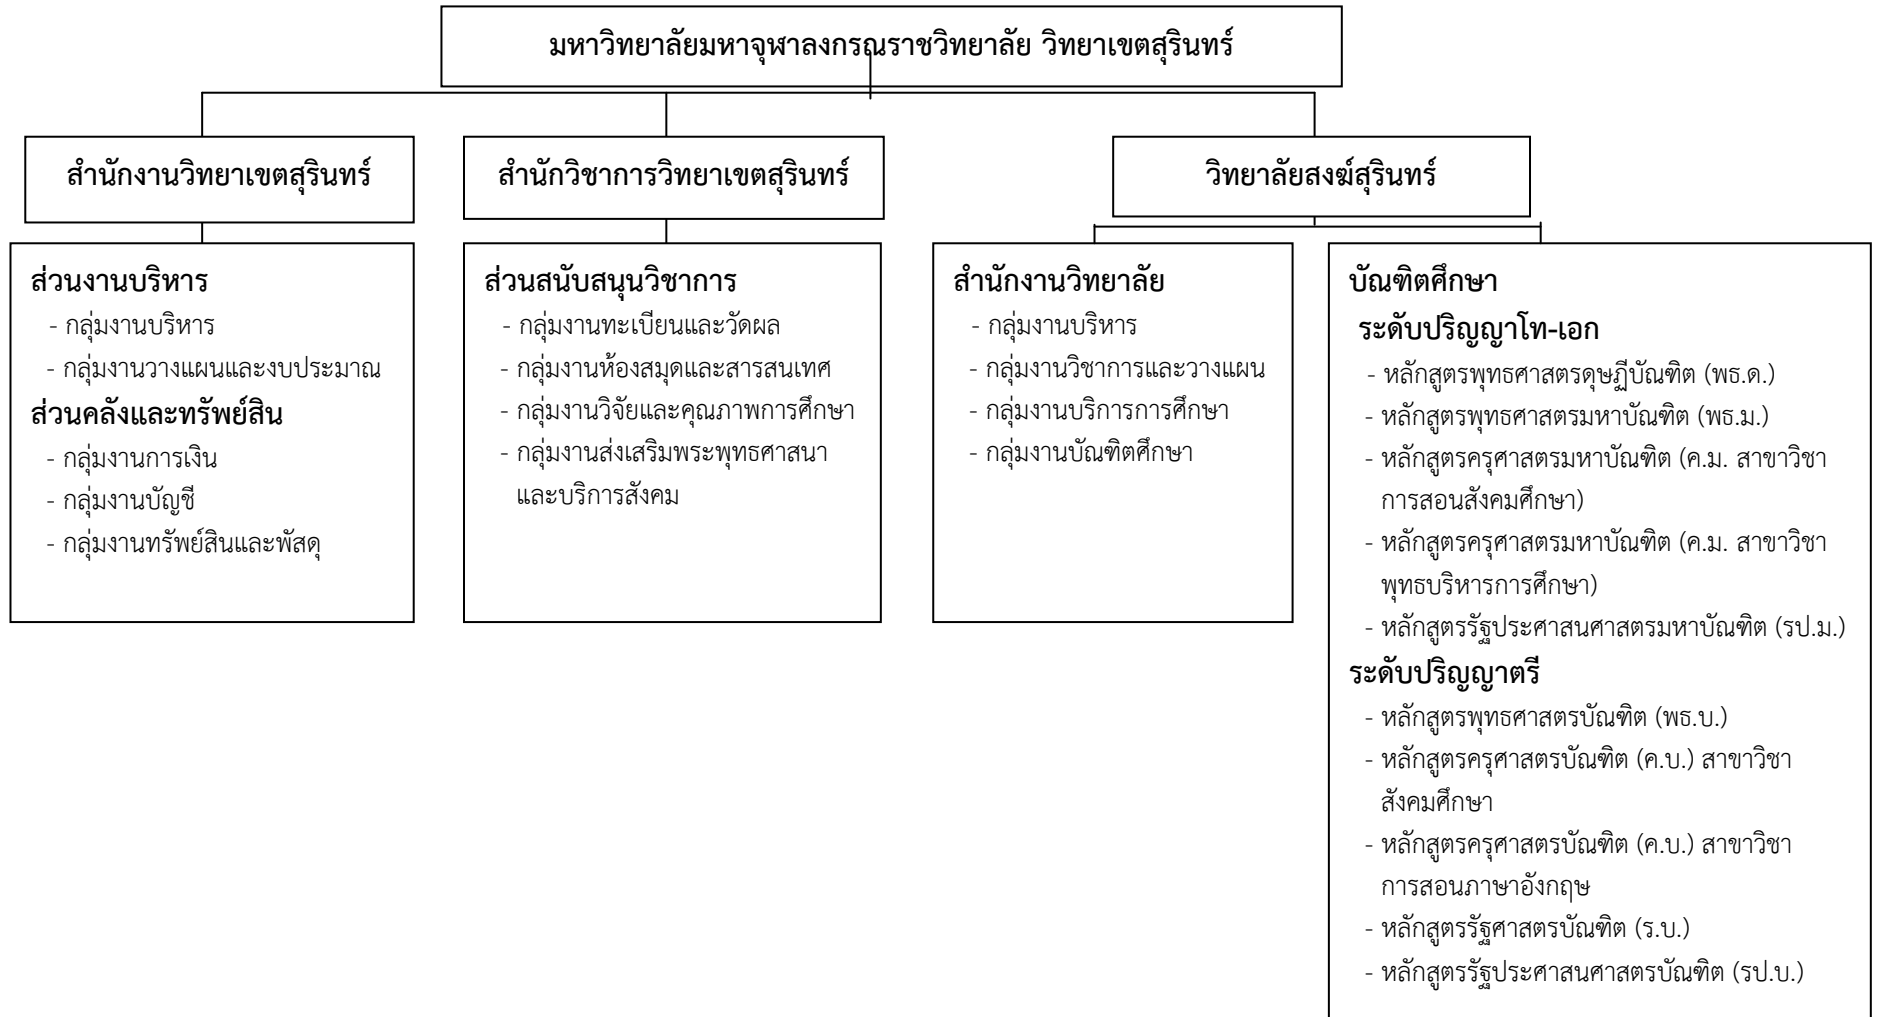 มหาวิทยาลัยมหาจุฬาลงกรณราชวิทยาลัย วิทยาเขตสุรินทร์
สำนักงานวิทยาเขตสุรินทร์
สำนักวิชาการวิทยาเขตสุรินทร์
วิทยาลัยสงฆ์สุรินทร์
ส่วนงานบริหาร
- กลุ่มงานบริหาร
- กลุ่มงานวางแผนและงบประมาณ
ส่วนคลังและทรัพย์สิน
- กลุ่มงานการเงิน
- กลุ่มงานบัญชี
- กลุ่มงานทรัพย์สินและพัสดุ
ส่วนสนับสนุนวิชาการ
- กลุ่มงานทะเบียนและวัดผล
- กลุ่มงานห้องสมุดและสารสนเทศ
- กลุ่มงานวิจัยและคุณภาพการศึกษา
- กลุ่มงานส่งเสริมพระพุทธศาสนา
และบริการสังคม
สำนักงานวิทยาลัย
- กลุ่มงานบริหาร
- กลุ่มงานวิชาการและวางแผน
- กลุ่มงานบริการการศึกษา
- กลุ่มงานบัณฑิตศึกษา
บัณฑิตศึกษา
ระดับปริญญาโท-เอก
- หลักสูตรพุทธศาสตรดุษฎีบัณฑิต (พธ.ด.)
- หลักสูตรพุทธศาสตรมหาบัณฑิต (พธ.ม.)
- หลักสูตรครุศาสตรมหาบัณฑิต (ค.ม. สาขาวิชา
การสอนสังคมศึกษา)
- หลักสูตรครุศาสตรมหาบัณฑิต (ค.ม. สาขาวิชา
พุทธบริหารการศึกษา)
- หลักสูตรรัฐประศาสนศาสตรมหาบัณฑิต (รป.ม.)
ระดับปริญญาตรี
- หลักสูตรพุทธศาสตรบัณฑิต (พธ.บ.)
- หลักสูตรครุศาสตรบัณฑิต (ค.บ.) สาขาวิชา
สังคมศึกษา
- หลักสูตรครุศาสตรบัณฑิต (ค.บ.) สาขาวิชา
การสอนภาษาอังกฤษ
- หลักสูตรรัฐศาสตรบัณฑิต (ร.บ.)
- หลักสูตรรัฐประศาสนศาสตรบัณฑิต (รป.บ.)